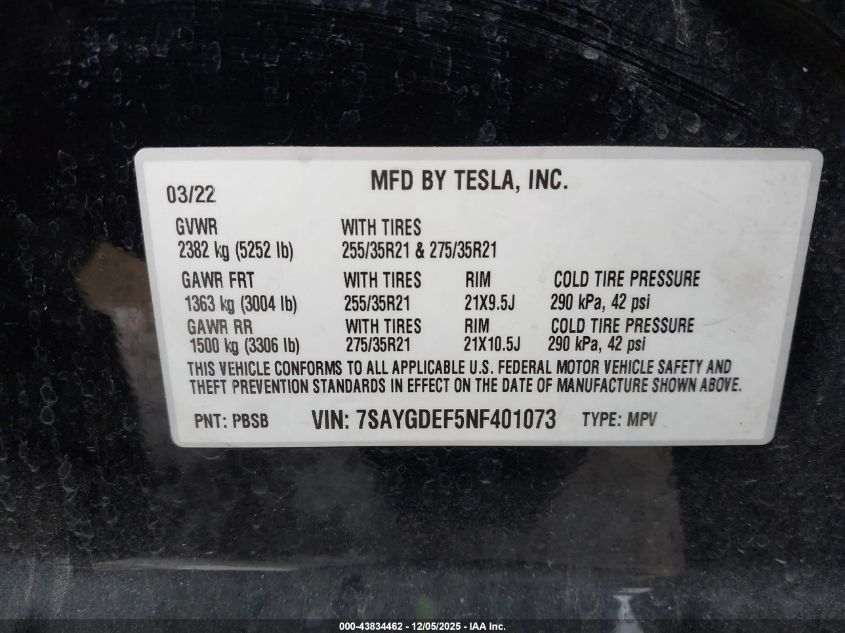 MFD BY TESLA, INC.
03/22
GVWR WITH TIRES
2382 kg (5252 lb) 255/35R21 & 275/35R21
GAWR FRT WITH TIRES RIM COLD TIRE PRESSURE
1363 kg (3004 lb) 255/35R21 21X9.5J 290 kPa, 42 psi
GAWR RR WITH TIRES RIM COLD TIRE PRESSURE
1500 kg (3306 lb) 275/35R21 21X10.5J 290 kPa, 42 psi
THIS VEHICLE CONFORMS TO ALL APPLICABLE U.S. FEDERAL MOTOR VEHICLE SAFETY AND
THEFT PREVENTION STANDARDS IN EFFECT ON THE DATE OF MANUFACTURE SHOWN ABOVE.
PNT: PBSB VIN: 7SAYGDEF5NF401073 TYPE: MPV
000-43834462 - 12/05/2025 - IAA Inc.